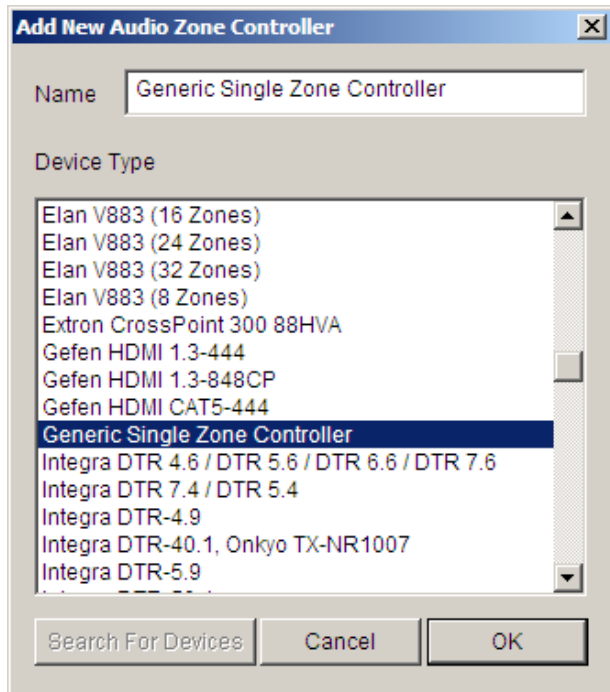 Add New Audio Zone Controller
Name Generic Single Zone Controller
Device Type
Elan V883 (16 Zones)
Elan V883 (24 Zones)
Elan V883 (32 Zones)
Elan V883 (8 Zones)
Extron CrossPoint 300 88HVA
Gefen HDMI 1.3-444
Gefen HDMI 1.3-848CP
Gefen HDMI CAT5-444
Generic Single Zone Controller
Integra DTR 4.6 / DTR 5.6 / DTR 6.6 / DTR 7.6
Integra DTR 7.4 / DTR 5.4
Integra DTR-4.9
Integra DTR-40.1, Onkyo TX-NR1007
Integra DTR-5.9
Search For Devices Cancel OK